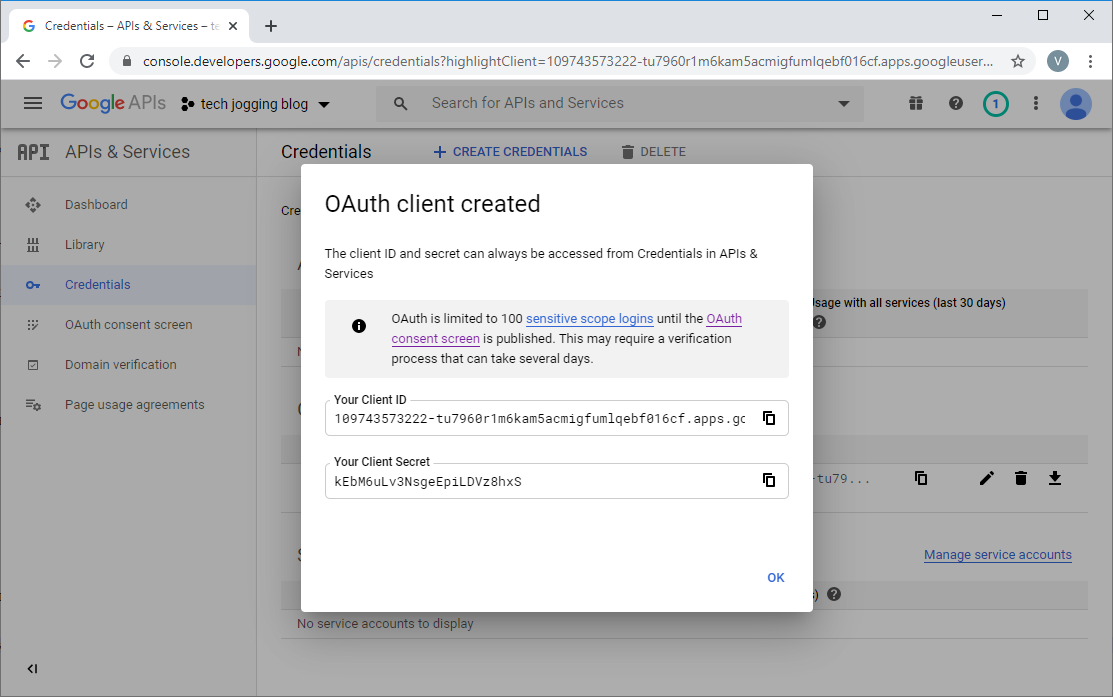 Credentials – APIs & Services – te
console.developers.google.com/apis/credentials?highlightClient=109743573222-tu7960r1m6kam5acmigfumlqebf016cf.apps.googleuser...
V
Google APIs
tech jogging blog
Search for APIs and Services
1
API
APIs & Services
Credentials
CREATE CREDENTIALS
DELETE
Dashboard
Library
Credentials
OAuth consent screen
Domain verification
Page usage agreements
OAuth client created
The client ID and secret can always be accessed from Credentials in APIs &
Services
OAuth is limited to 100 sensitive scope logins until the OAuth
consent screen is published. This may require a verification
process that can take several days.
Your Client ID
109743573222-tu7960r1m6kam5acmigfumlqebf016cf.apps.go
Your Client Secret
kEbM6uLv3NsgeEpiLDVz8hxS
OK
Usage with all services (last 30 days)
-tu79...
Manage service accounts
No service accounts to display